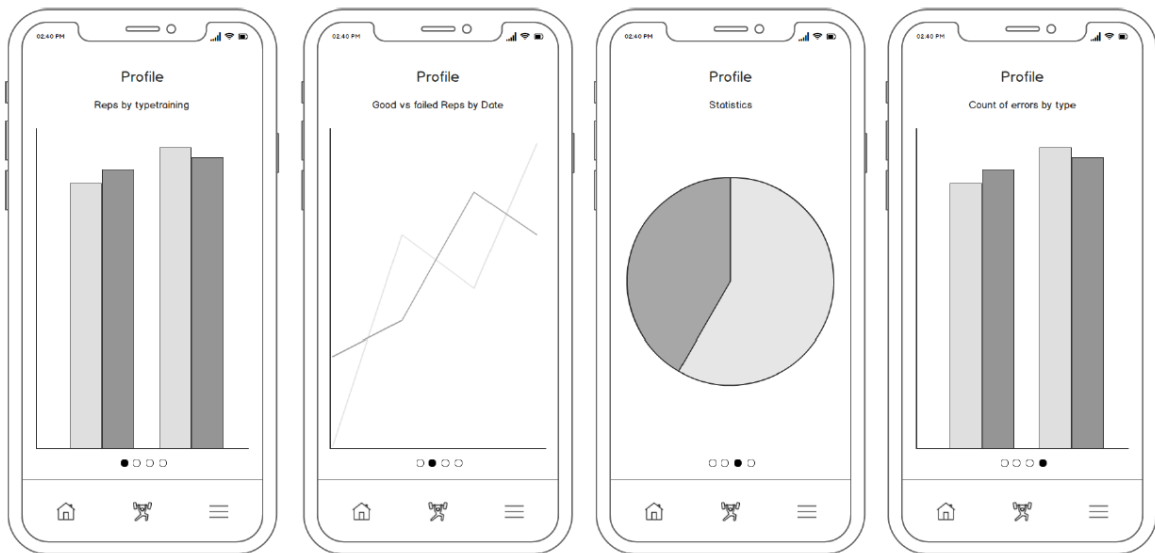 02:40 PM
Profile
Reps by typetraining
02:40 PM
Profile
Good vs failed Reps by Date
02:40 PM
Profile
Statistics
02:40 PM
Profile
Count of errors by type